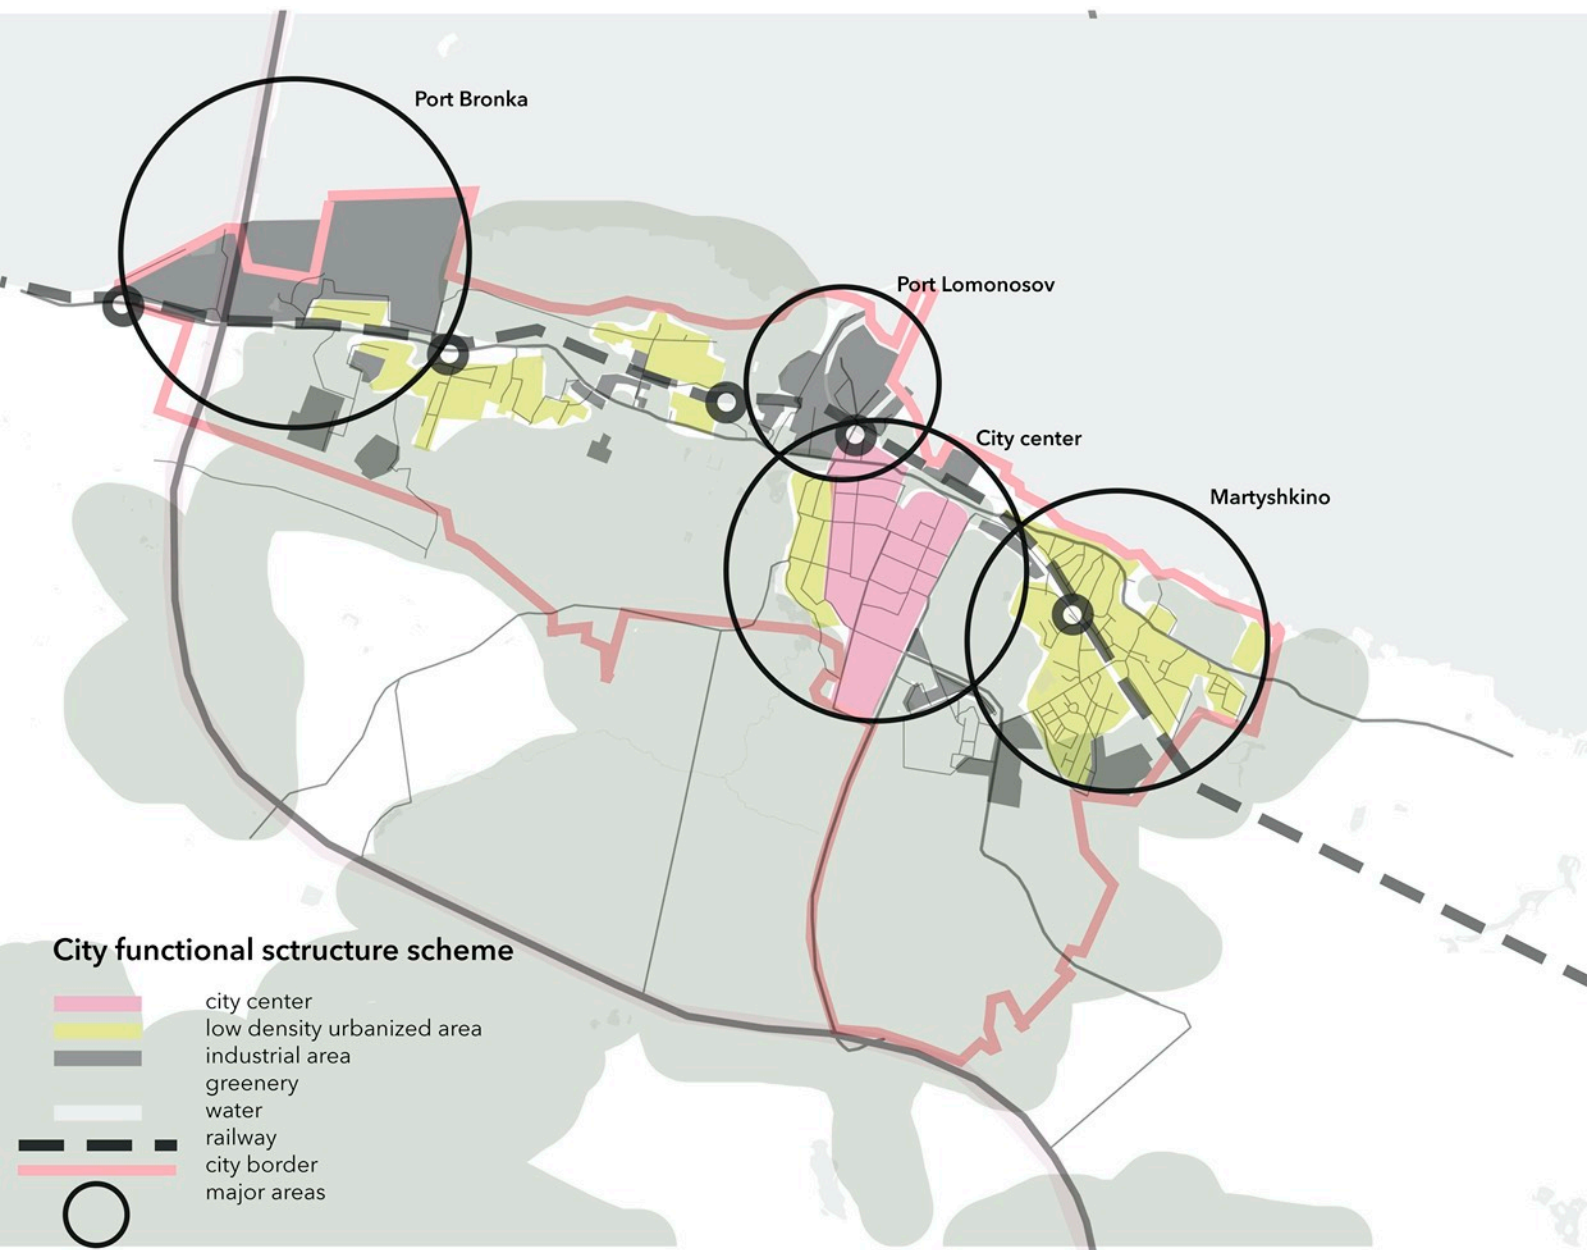 Port Bronka
Port Lomonosov
City center
Martyshkino
City functional sctructure scheme
city center
low density urbanized area
industrial area
greenery
water
railway
city border
major areas